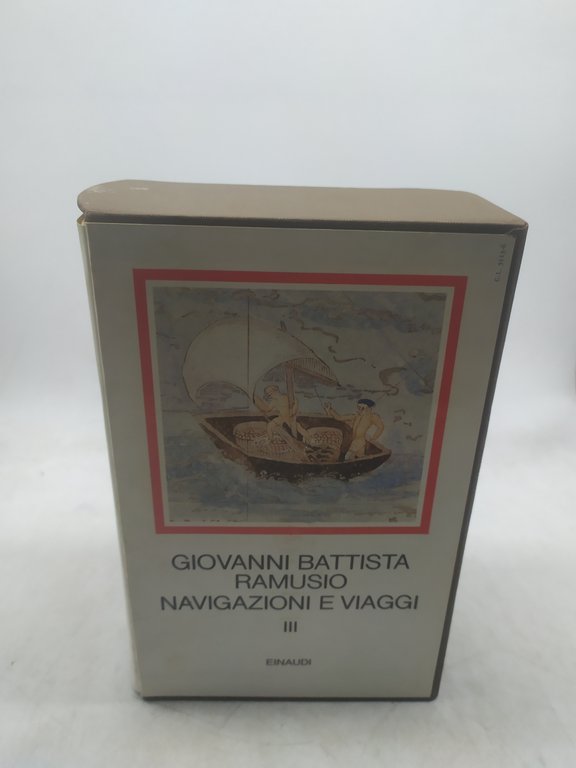 GIOVANNI BATTISTA
RAMUSIO
NAVIGAZIONI E VIAGGI
III
EINAUDI